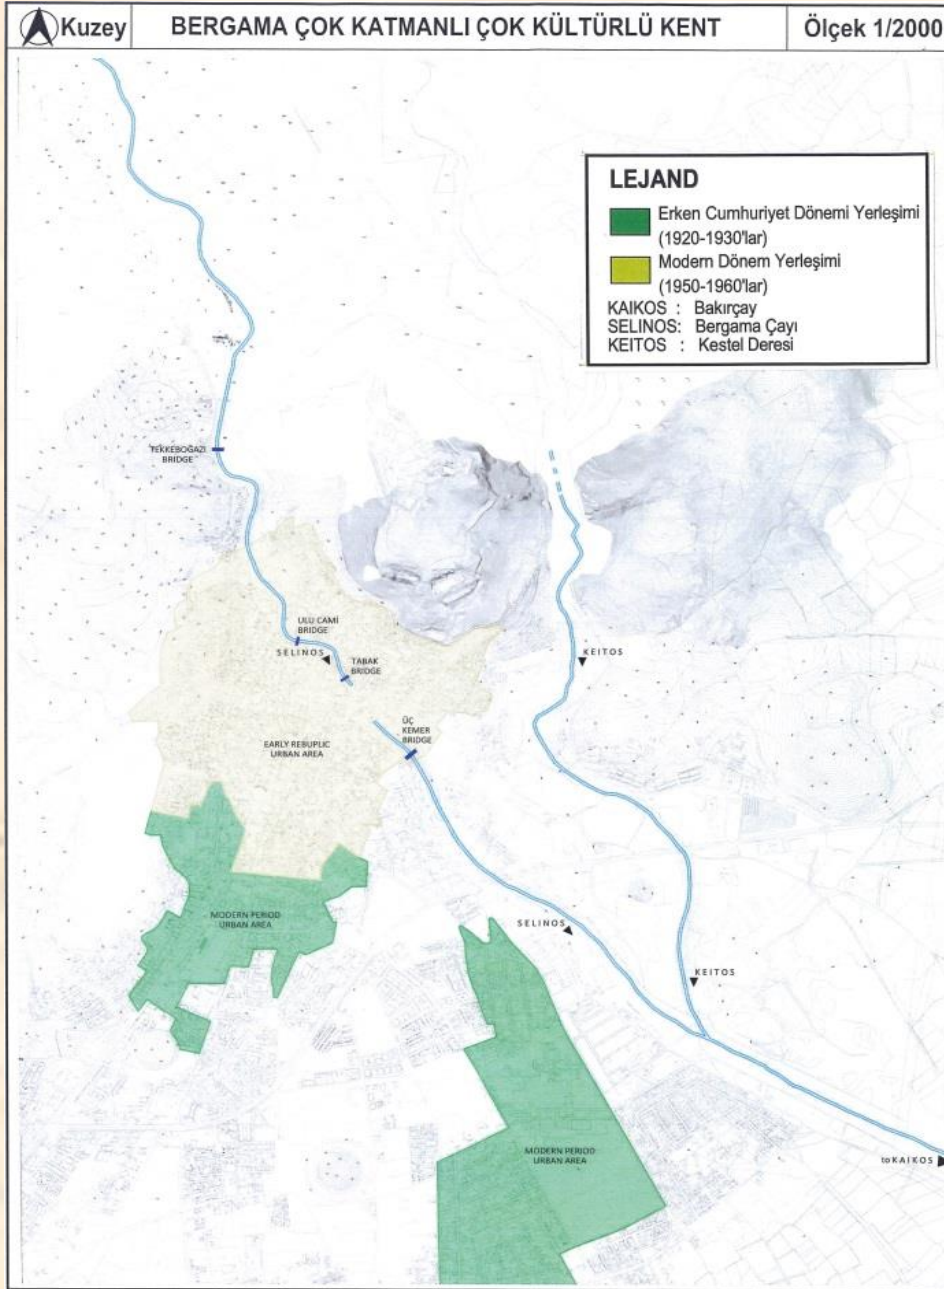 Kuzey
BERGAMA ÇOK KATMANLI ÇOK KÜLTÜRLÜ KENT
Ölçek 1/2000
LEJAND
Erken Cumhuriyet Dönemi Yerleşimi
(1920-1930'lar)
Modern Dönem Yerleşimi
(1950-1960'lar)
KAIKOS : Bakırçay
SELINOS: Bergama Çayı
KEITOS : Kestel Deresi
TEKKEBOĞAZI
BRIDGE
ULU CAMİ
BRIDGE
SELINOS
TABAK
BRIDGE
KEITOS
ÜÇ
KEMER
BRIDGE
EARLY REBUPLIC
URBAN AREA
MODERN PERIOD
URBAN AREA
SELINOS
KEITOS
MODERN PERIOD
URBAN AREA
to KAIKOS